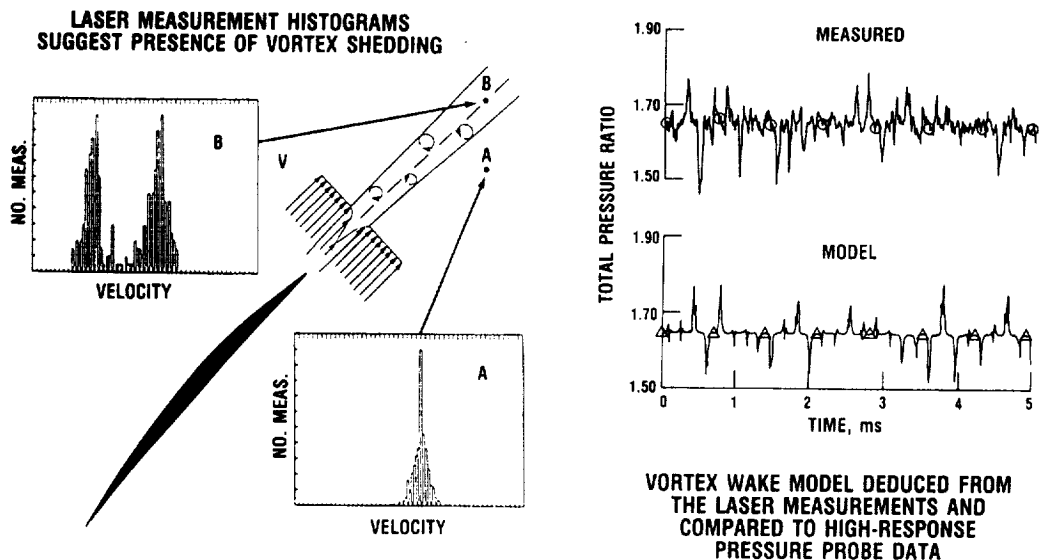 LASER MEASUREMENT HISTOGRAMS
SUGGEST PRESENCE OF VORTEX SHEDDING
B
NO. MEAS.
VELOCITY
V
B
A
A
NO. MEAS.
VELOCITY
MEASURED
1.90
1.70
1.50
TOTAL PRESSURE RATIO
MODEL
1.90
1.70
1.50
0
1
2
3
4
5
TIME, ms
VORTEX WAKE MODEL DEDUCED FROM
THE LASER MEASUREMENTS AND
COMPARED TO HIGH-RESPONSE
PRESSURE PROBE DATA